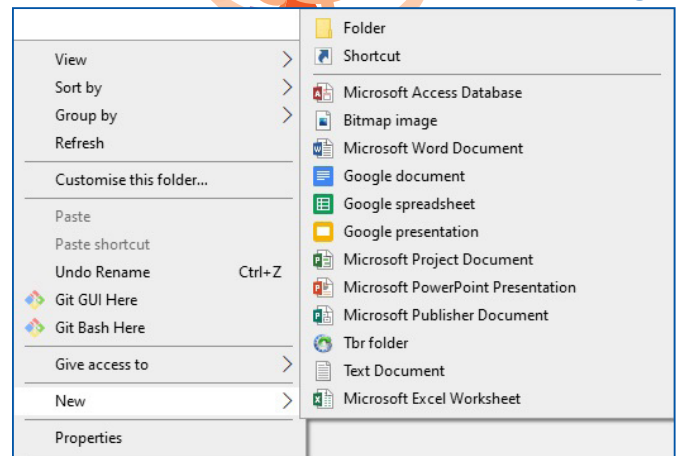 View
Sort by
Group by
Refresh
Customise this folder...
Paste
Paste shortcut
Undo Rename Ctrl+Z
Git GUI Here
Git Bash Here
Give access to
New
Properties
Folder
Shortcut
Microsoft Access Database
Bitmap image
Microsoft Word Document
Google document
Google spreadsheet
Google presentation
Microsoft Project Document
Microsoft PowerPoint Presentation
Microsoft Publisher Document
Tbr folder
Text Document
Microsoft Excel Worksheet